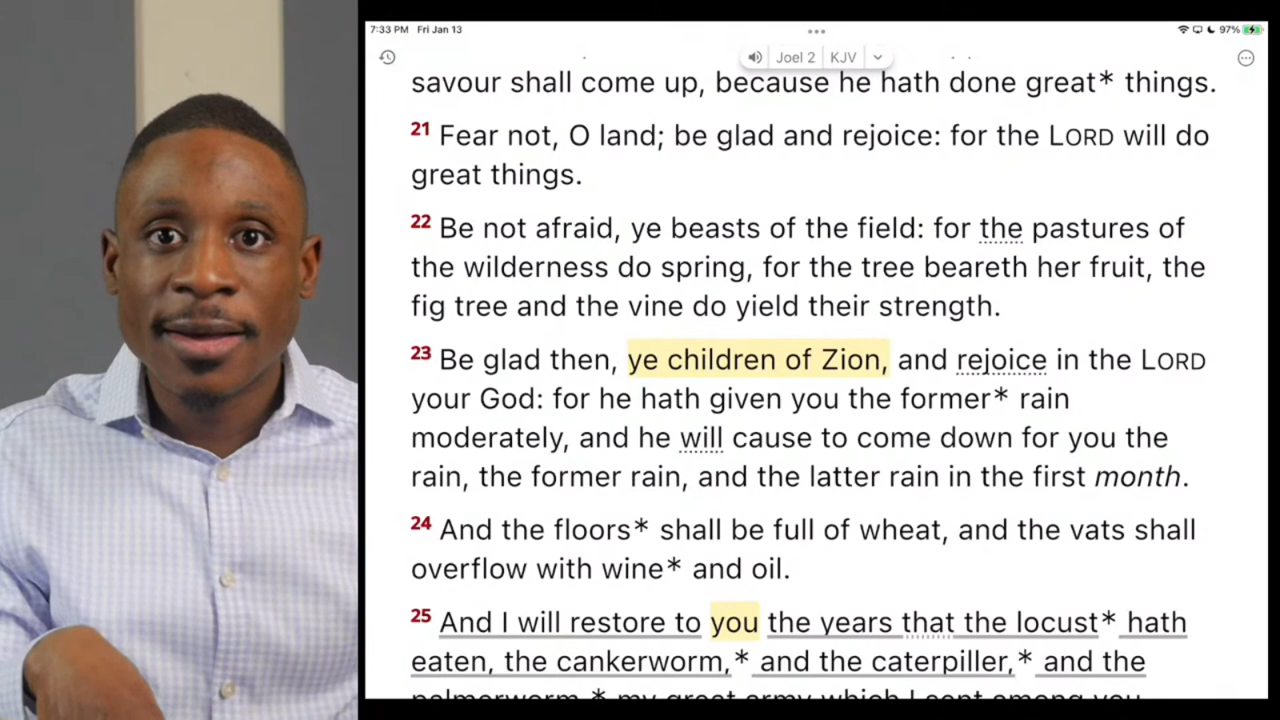 7:33 PM Fri Jan 13
97%
Joel 2 KJV
savour shall come up, because he hath done great* things.
21 Fear not, O land; be glad and rejoice: for the LORD will do
great things.
22 Be not afraid, ye beasts of the field: for the pastures of
the wilderness do spring, for the tree beareth her fruit, the
fig tree and the vine do yield their strength.
23 Be glad then, ye children of Zion, and rejoice in the LORD
your God: for he hath given you the former* rain
moderately, and he will cause to come down for you the
rain, the former rain, and the latter rain in the first month.
24 And the floors* shall be full of wheat, and the vats shall
overflow with wine* and oil.
25 And I will restore to you the years that the locust* hath
eaten, the cankerworm,* and the caterpiller,* and the
palmerworm,* my great army which I sent among you.